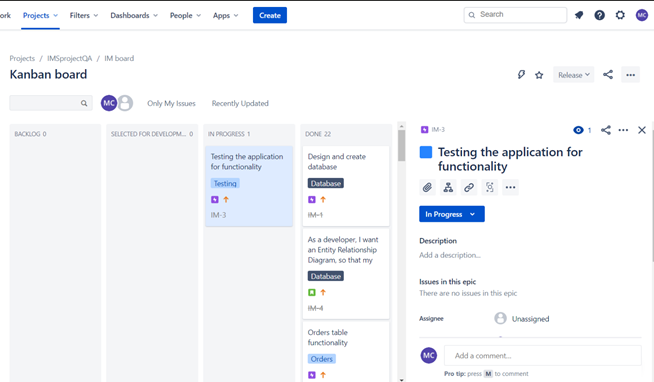 ork Projects Filters Dashboards People Apps Create Search MC
Projects / IMSprojectQA / IM board
Kanban board
Release
MC Only My Issues Recently Updated
BACKLOG 0
SELECTED FOR DEVELOPM... 0
IN PROGRESS 1
Testing the application
for functionality
Testing
IM-3
DONE 22
Design and create
database
Database
IM-1
As a developer, I want
an Entity Relationship
Diagram, so that my
Database
IM-4
Orders table
functionality
Orders
IM-3
1
Testing the application for
functionality
In Progress
Description
Add a description...
Issues in this epic
There are no issues in this epic
Assignee Unassigned
MC Add a comment...
Pro tip: press M to comment